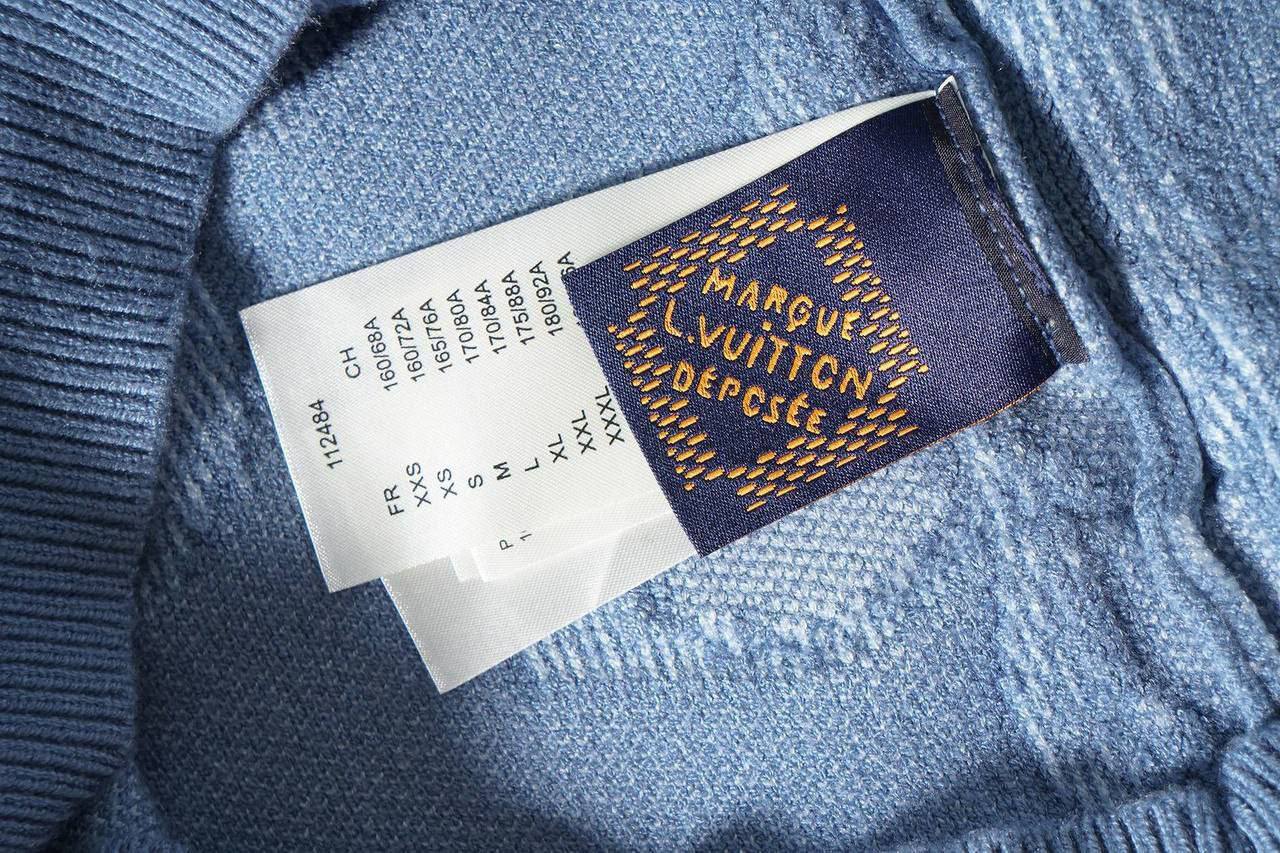 MARQUE
L.VUITTON
DÉPOSÉE
112484
FR CH
XXS 160/68A
XS 160/72A
S 165/76A
M 170/80A
L 170/84A
XL 175/88A
XXL 180/92A
XXXL
P